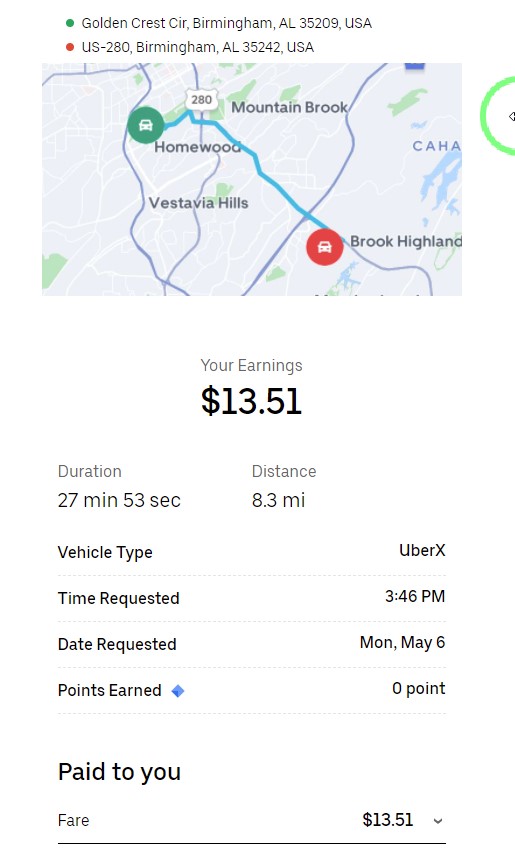 Golden Crest Cir, Birmingham, AL 35209, USA
US-280, Birmingham, AL 35242, USA
280
Mountain Brook
Homewood
CAHA
Vestavia Hills
Brook Highland
Your Earnings
$13.51
Duration
Distance
27 min 53 sec
8.3 mi
Vehicle Type
UberX
Time Requested
3:46 PM
Date Requested
Mon, May 6
Points Earned
0 point
Paid to you
Fare
$13.51